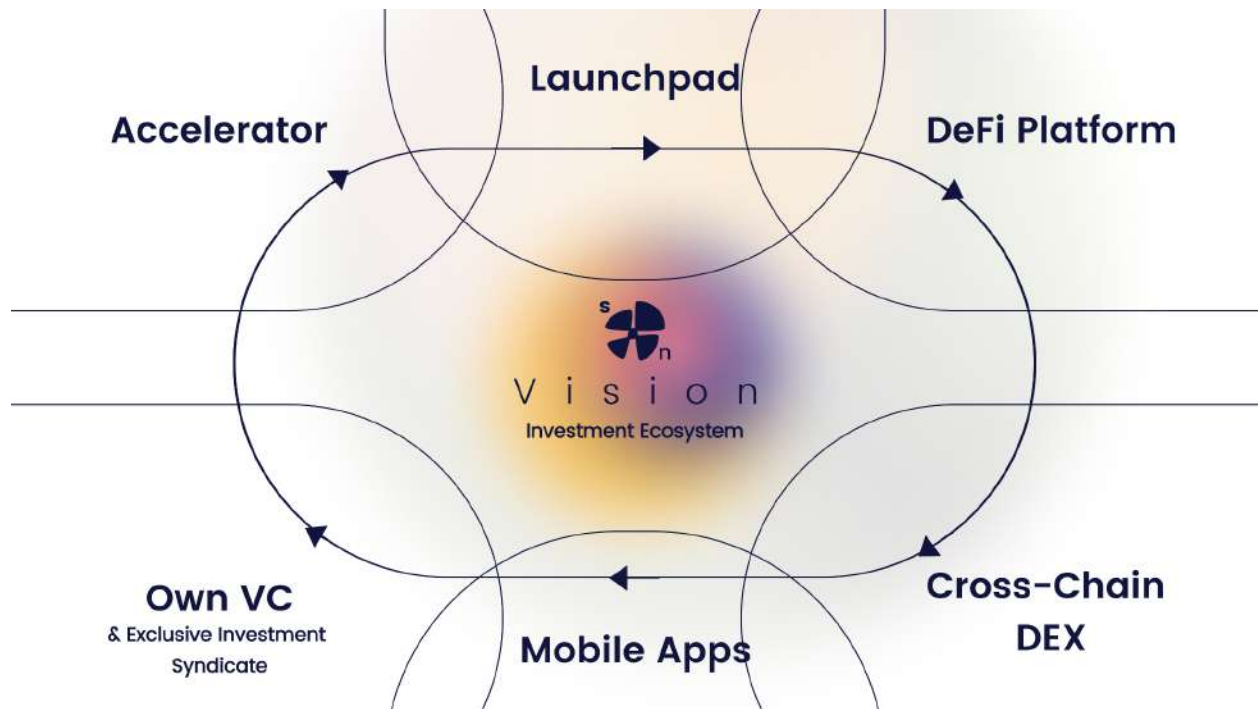 Launchpad
Accelerator
DeFi Platform
s
n
Vision
Investment Ecosystem
Own VC
& Exclusive Investment
Syndicate
Mobile Apps
Cross-Chain
DEX